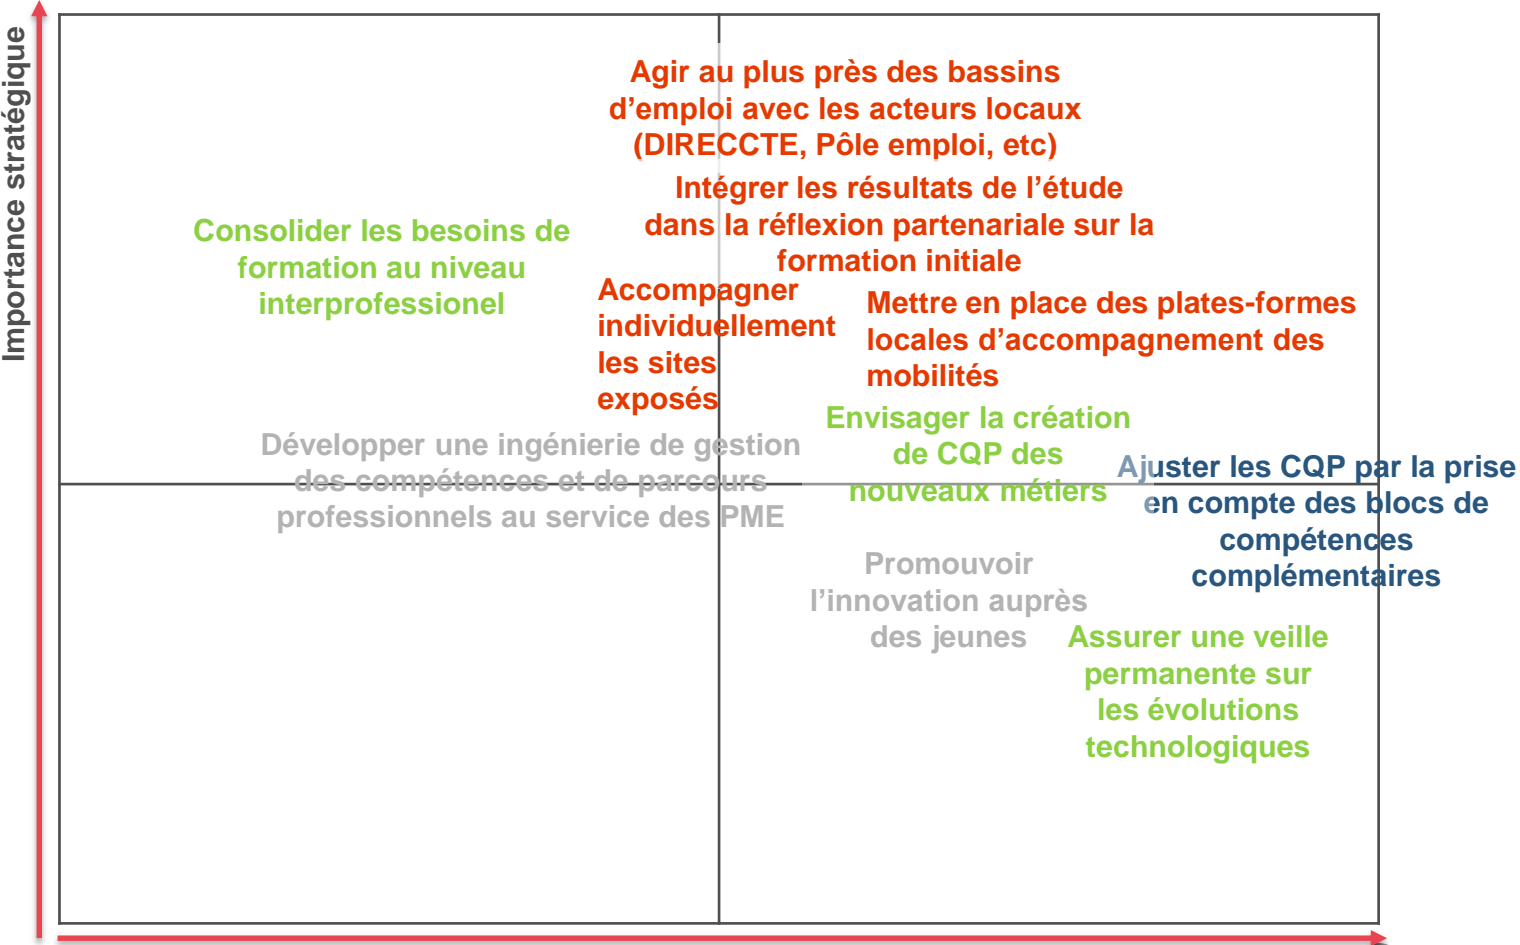 Importance stratégique
Agir au plus près des bassins
d’emploi avec les acteurs locaux
(DIRECCTE, Pôle emploi, etc)
Intégrer les résultats de l’étude
dans la réflexion partenariale sur la
formation initiale
Consolider les besoins de
formation au niveau
interprofessionel
Accompagner
individuellement
les sites
exposés
Mettre en place des plates-formes
locales d’accompagnement des
mobilités
Envisager la création
de CQP des
nouveaux métiers
Développer une ingénierie de gestion
des compétences et de parcours
professionnels au service des PME
Ajuster les CQP par la prise
en compte des blocs de
compétences
complémentaires
Promouvoir
l’innovation auprès
des jeunes
Assurer une veille
permanente sur
les évolutions
technologiques